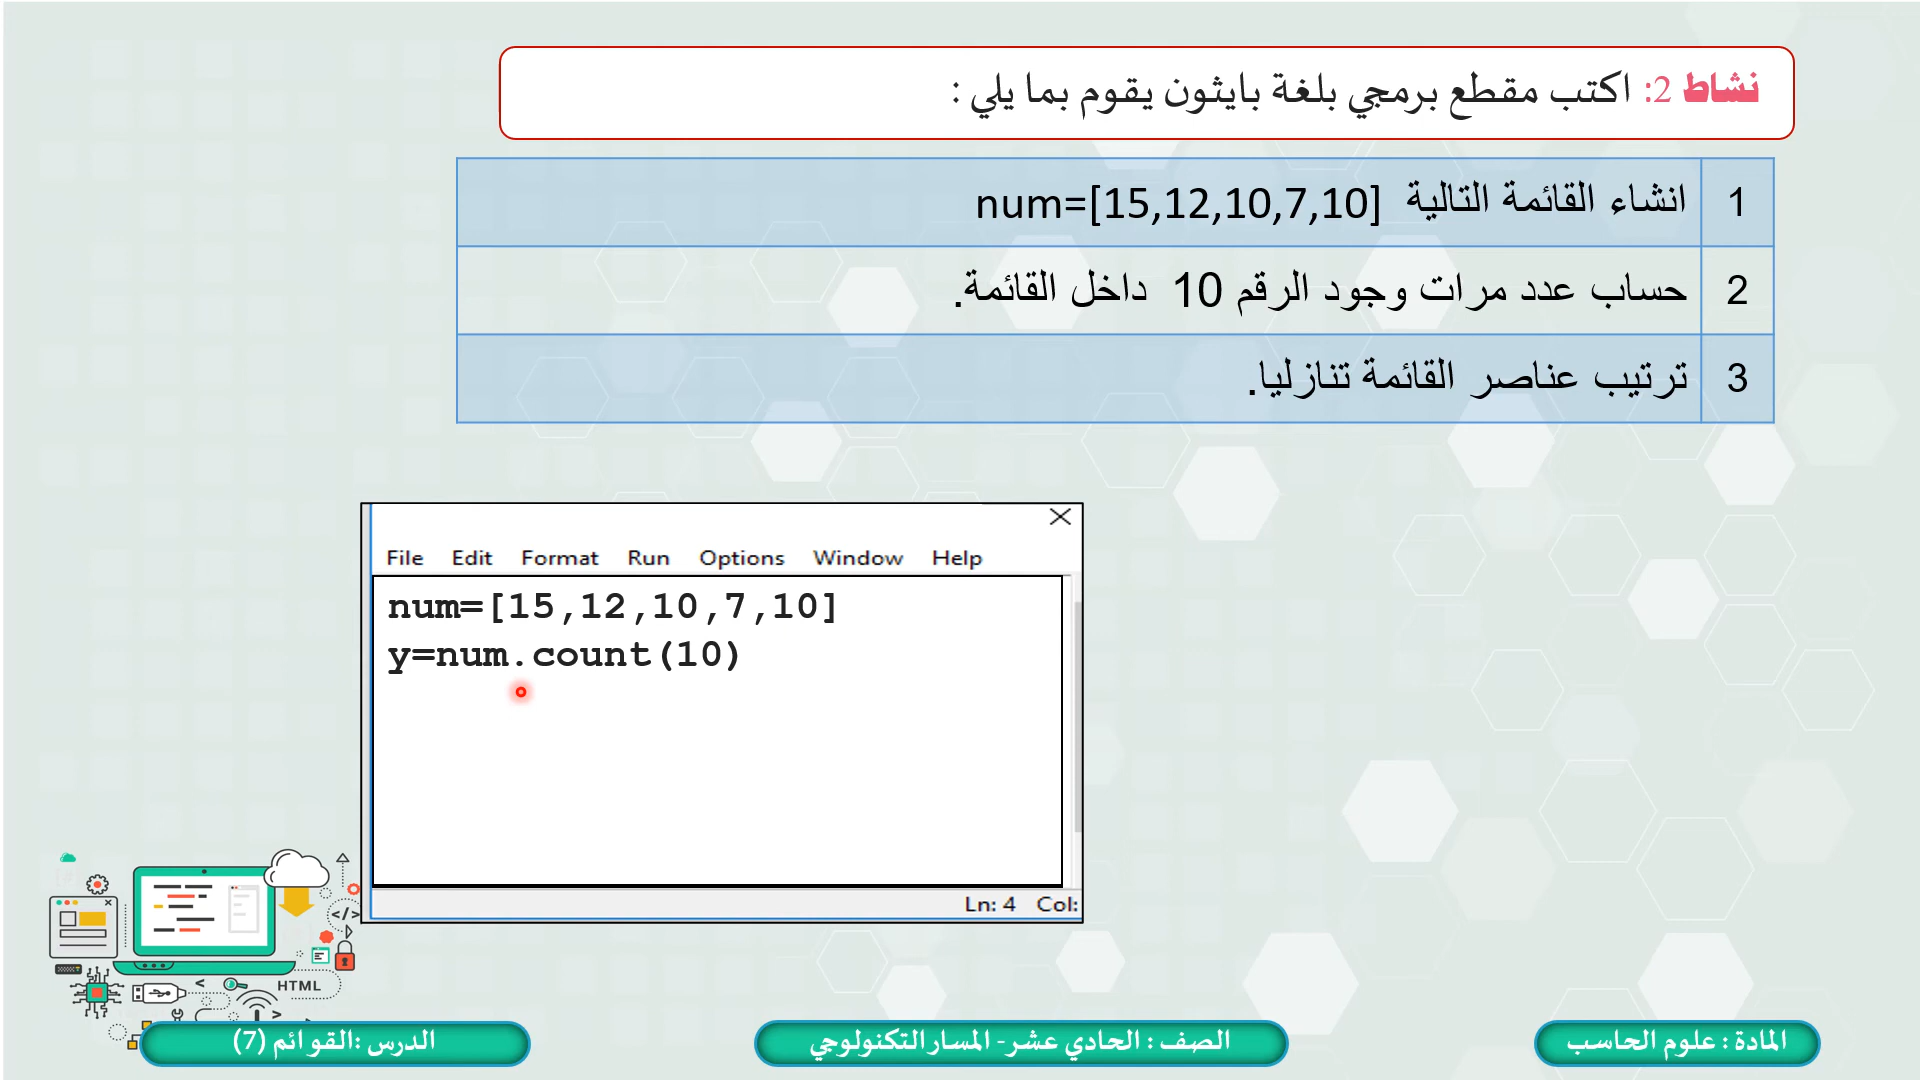 نشاط 2: اكتب مقطع برمجي بلغة بايثون يقوم بما يلي :
1 انشاء القائمة التالية num=[15,12,10,7,10]
2 حساب عدد مرات وجود الرقم 10 داخل القائمة.
3 ترتيب عناصر القائمة تنازليا.
File Edit Format Run Options Window Help
num=[15,12,10,7,10]
y=num.count(10)
Ln: 4 Col:
</>
HTML
المادة : علوم الحاسب
الصف : الحادي عشر- المسار التكنولوجي
الدرس :القوائم (7)